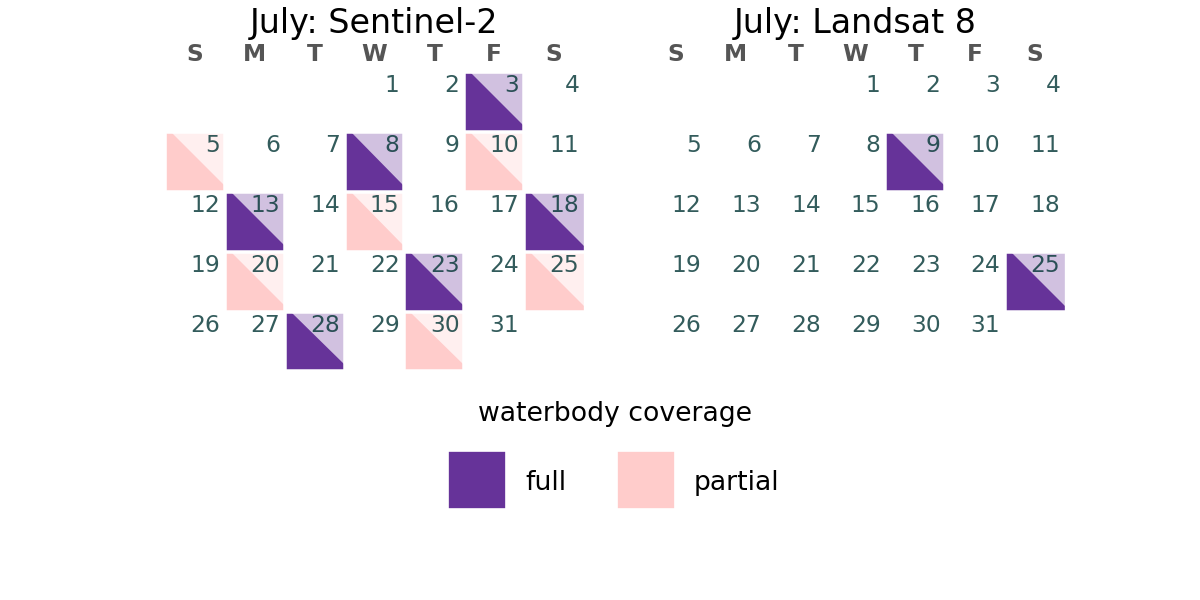 July: Sentinel-2
S M T W T F S
1 2 3 4
5 6 7 8 9 10 11
12 13 14 15 16 17 18
19 20 21 22 23 24 25
26 27 28 29 30 31
July: Landsat 8
S M T W T F S
1 2 3 4
5 6 7 8 9 10 11
12 13 14 15 16 17 18
19 20 21 22 23 24 25
26 27 28 29 30 31
waterbody coverage
full partial